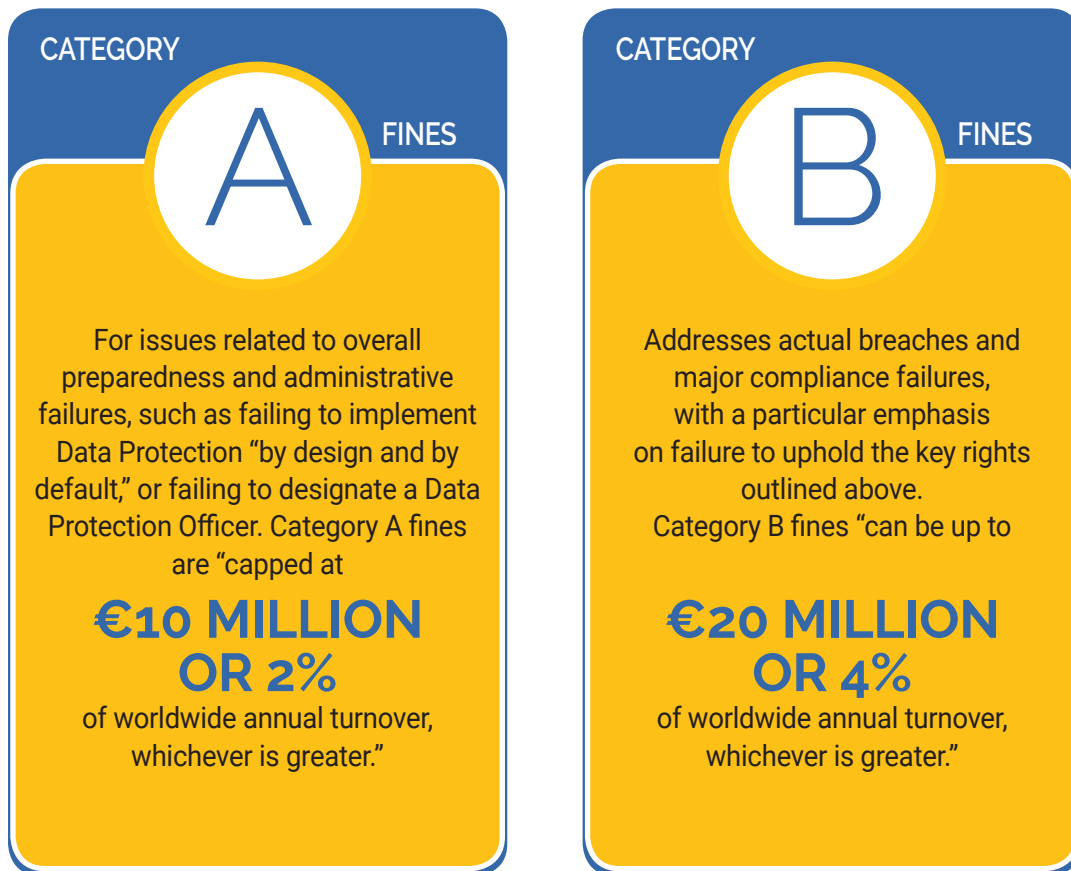 CATEGORY
A
FINES
For issues related to overall
preparedness and administrative
failures, such as failing to implement
Data Protection “by design and by
default,” or failing to designate a Data
Protection Officer. Category A fines
are “capped at
€10 MILLION
OR 2%
of worldwide annual turnover,
whichever is greater.”
CATEGORY
B
FINES
Addresses actual breaches and
major compliance failures,
with a particular emphasis
on failure to uphold the key rights
outlined above.
Category B fines “can be up to
€20 MILLION
OR 4%
of worldwide annual turnover,
whichever is greater.”